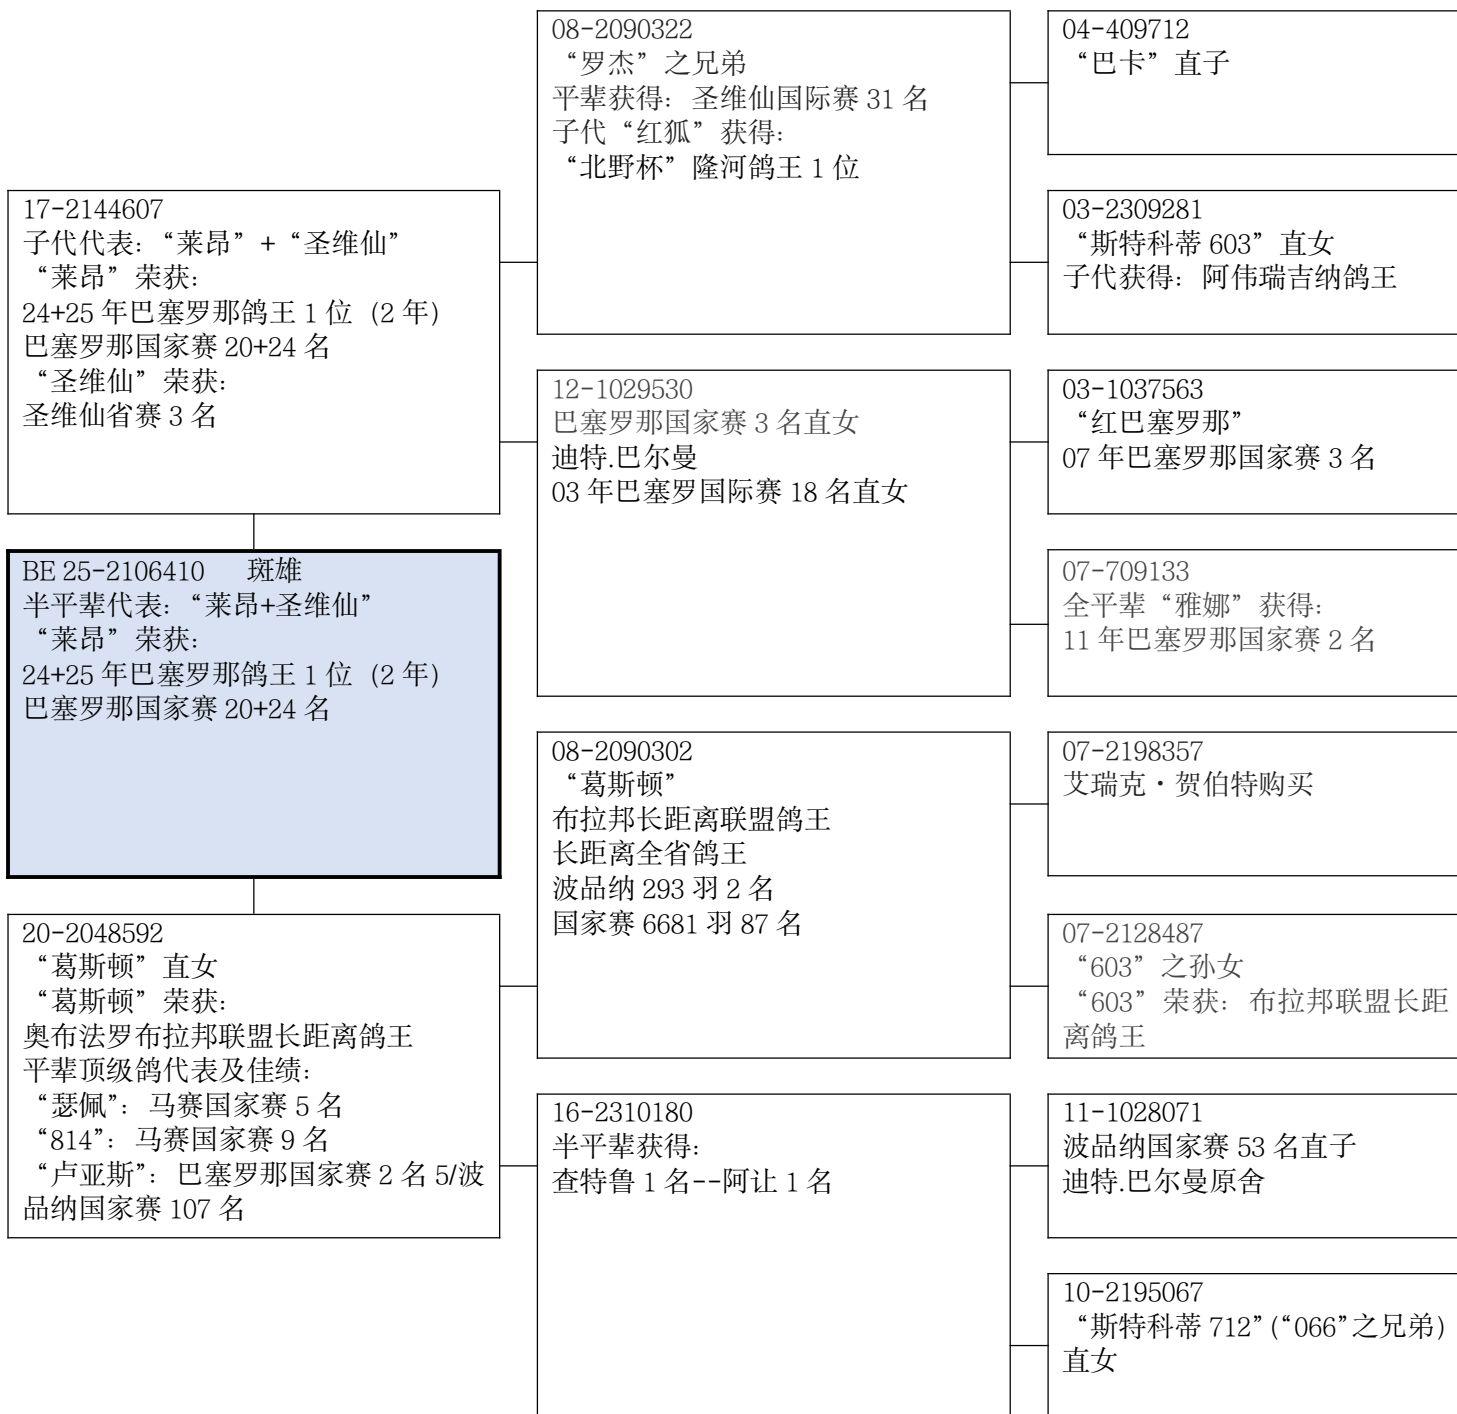 17-2144607
子代代表：“莱昂” + “圣维仙”
“莱昂”荣获：
24+25 年巴塞罗那鸽王 1 位（2 年）
巴塞罗那国家赛 20+24 名
“圣维仙”荣获：
圣维仙省赛 3 名
BE 25-2106410 斑雄
半平辈代表：“莱昂+圣维仙”
“莱昂”荣获：
24+25 年巴塞罗那鸽王 1 位（2 年）
巴塞罗那国家赛 20+24 名
20-2048592
“葛斯顿”直女
“葛斯顿”荣获：
奥布法罗布拉邦联盟长距离鸽王
平辈顶级鸽代表及佳绩：
“瑟佩”：马赛国家赛 5 名
“814”：马赛国家赛 9 名
“卢亚斯”：巴塞罗那国家赛 2 名 5/波
品纳国家赛 107 名
08-2090322
“罗杰”之兄弟
平辈获得：圣维仙国际赛 31 名
子代“红狐”获得：
“北野杯”隆河鸽王 1 位
12-1029530
巴塞罗那国家赛 3 名直女
迪特.巴尔曼
03 年巴塞罗国际赛 18 名直女
08-2090302
“葛斯顿”
布拉邦长距离联盟鸽王
长距离全省鸽王
波品纳 293 羽 2 名
国家赛 6681 羽 87 名
16-2310180
半平辈获得：
查特鲁 1 名--阿让 1 名
04-409712
“巴卡”直子
03-2309281
“斯特科蒂 603”直女
子代获得：阿伟瑞吉纳鸽王
03-1037563
“红巴塞罗那”
07 年巴塞罗那国家赛 3 名
07-709133
全平辈“雅娜”获得：
11 年巴塞罗那国家赛 2 名
07-2198357
艾瑞克·贺伯特购买
07-2128487
“603”之孙女
“603”荣获：布拉邦联盟长距
离鸽王
11-1028071
波品纳国家赛 53 名直子
迪特.巴尔曼原舍
10-2195067
“斯特科蒂 712”（“066”之兄弟）
直女